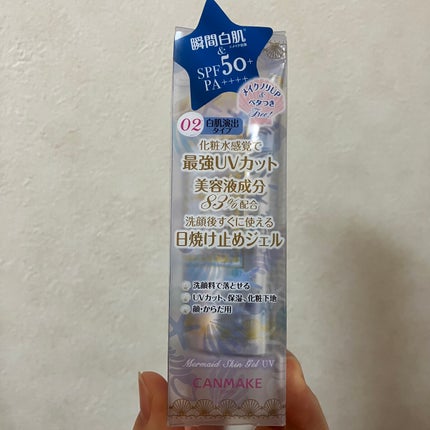 瞬間白肌
&
SPF50+
PA++++
メイクノリUP
&
ベタつき
Free!
02 白肌演出
タイプ
化粧水感覚で
最強UVカット
美容液成分
83%配合
洗顔後すぐに使える
日焼け止めジェル
洗顔料で落とせる
UVカット、保湿、化粧下地
顔・からだ用
Mermaid Skin Gel UV
CANMAKE